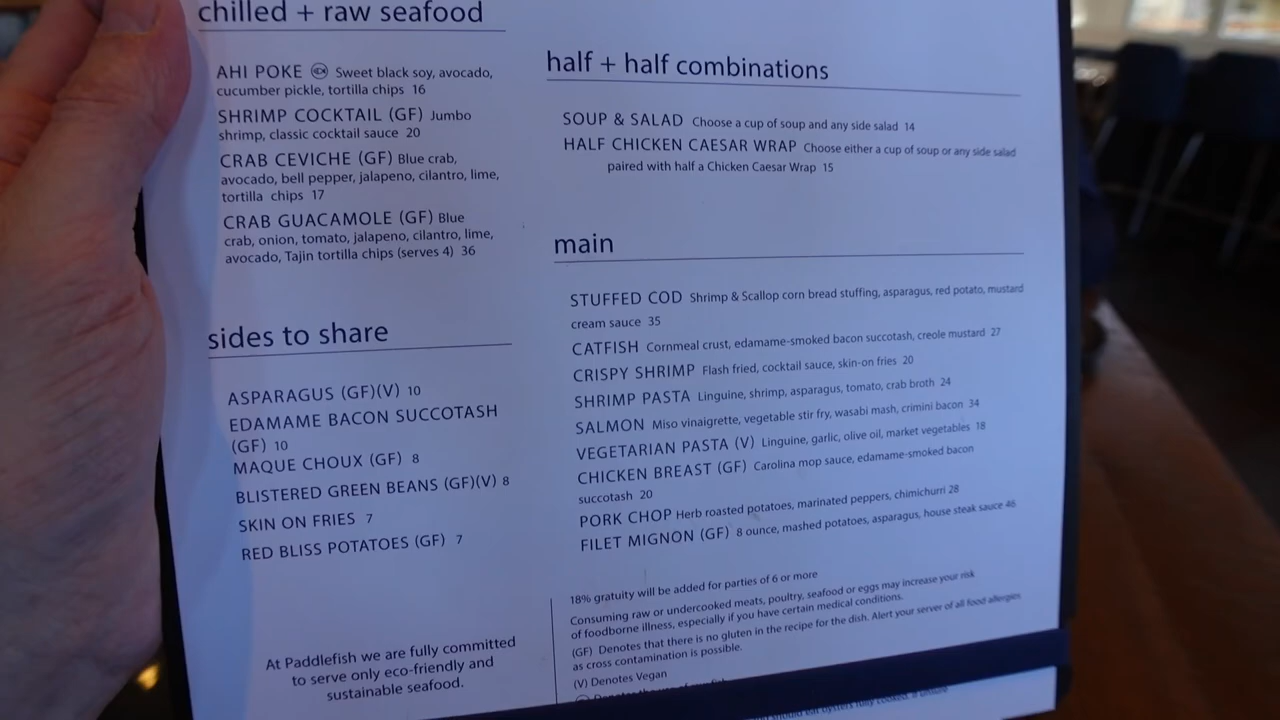 chilled + raw seafood
AHI POKE Sweet black soy, avocado,
cucumber pickle, tortilla chips 16
SHRIMP COCKTAIL (GF) Jumbo
shrimp, classic cocktail sauce 20
CRAB CEVICHE (GF) Blue crab,
avocado, bell pepper, jalapeno, cilantro, lime,
tortilla chips 17
CRAB GUACAMOLE (GF) Blue
crab, onion, tomato, jalapeno, cilantro, lime,
avocado, Tajin tortilla chips (serves 4) 36
sides to share
ASPARAGUS (GF)(V) 10
EDAMAME BACON SUCCOTASH
(GF) 10
MAQUE CHOUX (GF) 8
BLISTERED GREEN BEANS (GF)(V) 8
SKIN ON FRIES 7
RED BLISS POTATOES (GF) 7
At Paddlefish we are fully committed
to serve only eco-friendly and
sustainable seafood.
half + half combinations
SOUP & SALAD Choose a cup of soup and any side salad 14
HALF CHICKEN CAESAR WRAP Choose either a cup of soup or any side salad
paired with half a Chicken Caesar Wrap 15
main
STUFFED COD Shrimp & Scallop corn bread stuffing, asparagus, red potato, mustard
cream sauce 35
CATFISH Cornmeal crust, edamame-smoked bacon succotash, creole mustard 27
CRISPY SHRIMP Flash fried, cocktail sauce, skin-on fries 20
SHRIMP PASTA Linguine, shrimp, asparagus, tomato, crab broth 24
SALMON Miso vinaigrette, vegetable stir fry, wasabi mash, crimini bacon 34
VEGETARIAN PASTA (V) Linguine, garlic, olive oil, market vegetables 18
CHICKEN BREAST (GF) Carolina mop sauce, edamame-smoked bacon
succotash 20
PORK CHOP Herb roasted potatoes, marinated peppers, chimichurri 28
FILET MIGNON (GF) 8 ounce, mashed potatoes, asparagus, house steak sauce 46
18% gratuity will be added for parties of 6 or more
Consuming raw or undercooked meats, poultry, seafood or eggs may increase your risk
of foodborne illness, especially if you have certain medical conditions.
(GF) Denotes that there is no gluten in the recipe for the dish. Alert your server of all food allergies
as cross contamination is possible.
(V) Denotes Vegan